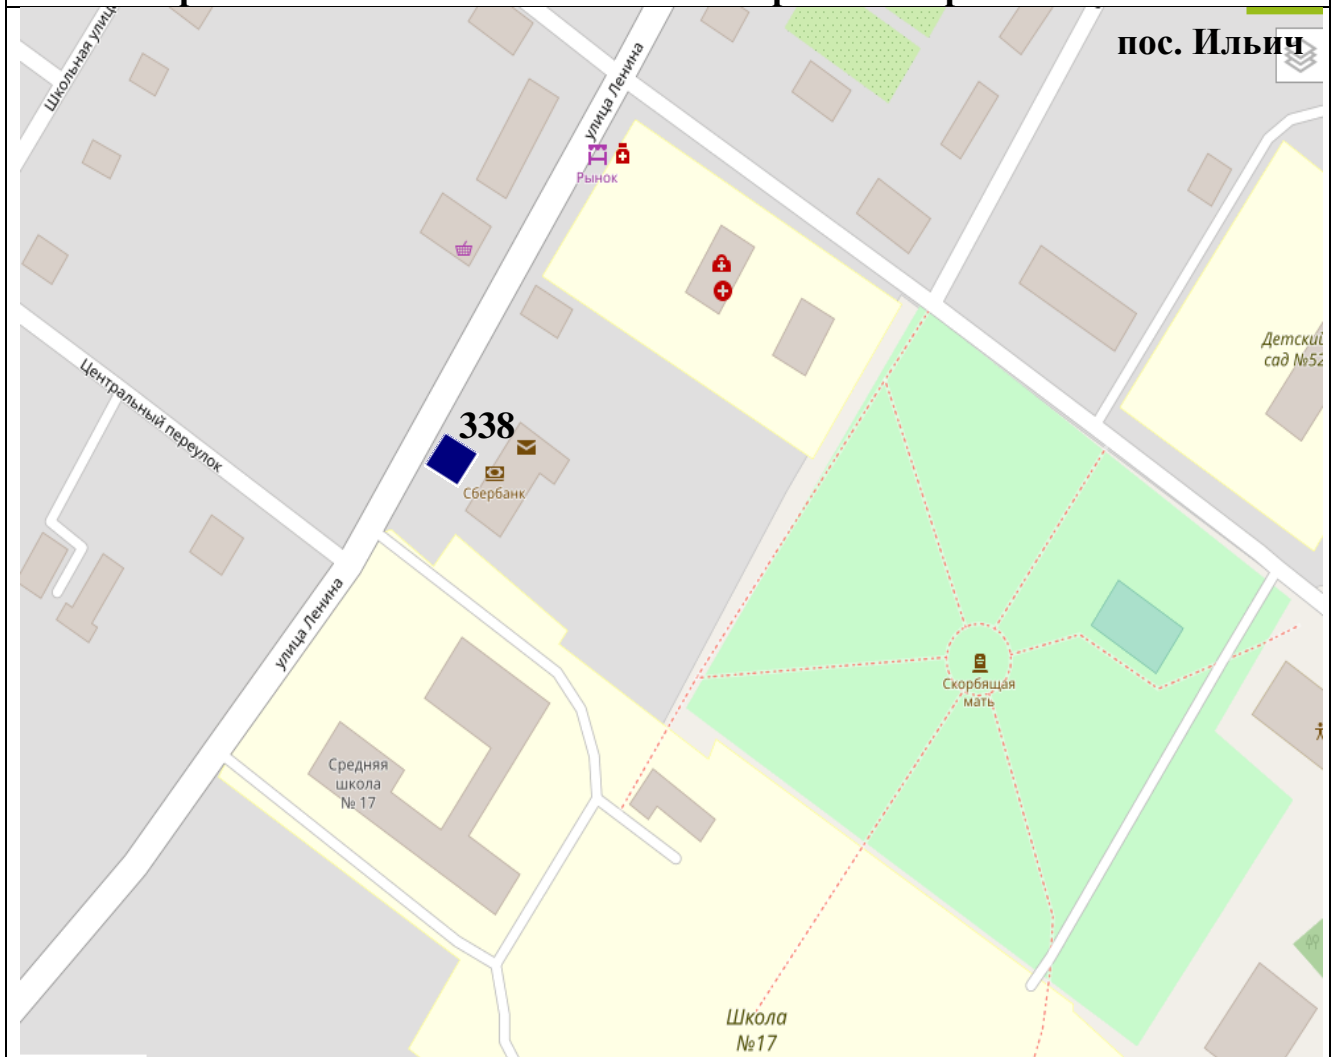 пос. Ильич
Школьная улица
улица Ленина
Рынок
Детский
сад №52
Центральный переулок
338
Сбербанк
улица Ленина
Скорбящая
мать
Средняя
школа
№ 17
Школа
№17